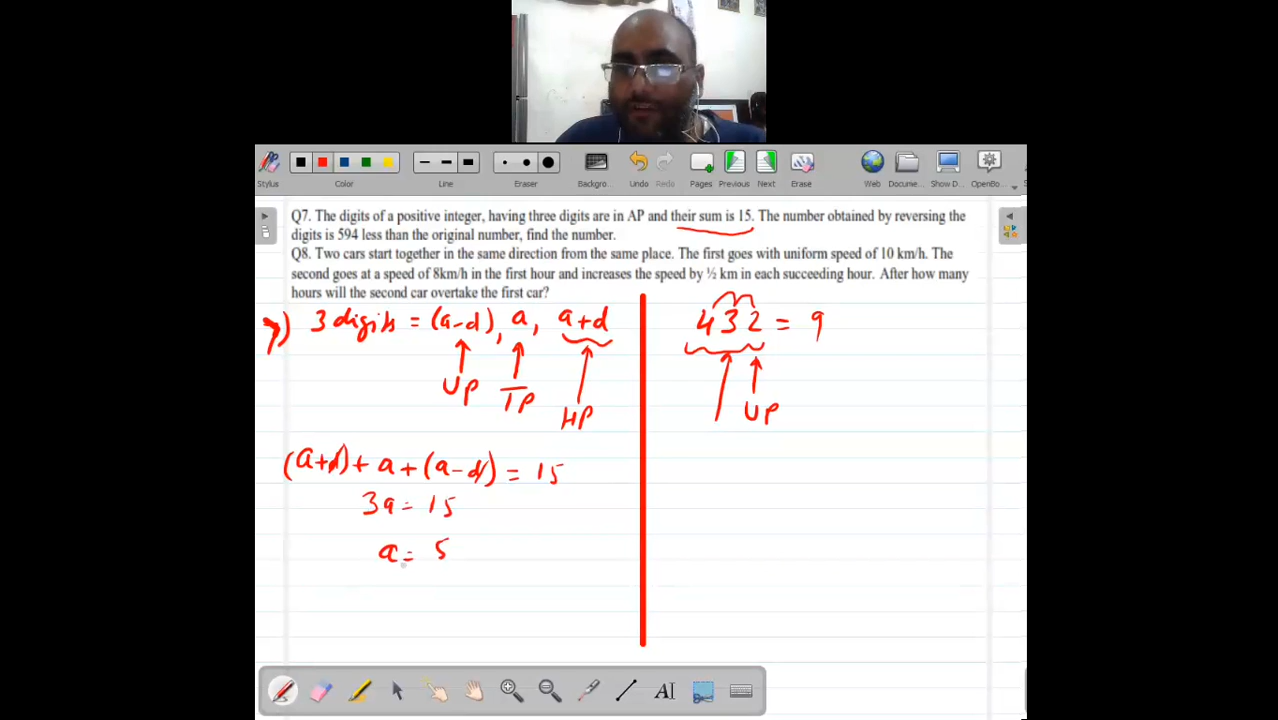 Stylus
Color
Line
Eraser
Backgro...
Undo
Redo
Pages
Previous
Next
Erase
Web
Docume...
Show D...
OpenBo...
Q7. The digits of a positive integer, having three digits are in AP and their sum is 15. The number obtained by reversing the
digits is 594 less than the original number, find the number.
Q8. Two cars start together in the same direction from the same place. The first goes with uniform speed of 10 km/h. The
second goes at a speed of 8km/h in the first hour and increases the speed by ½ km in each succeeding hour. After how many
hours will the second car overtake the first car?
7) 3 digits = (a-d), a, a+d
UP TP HP
(a+d) + a + (a-d) = 15
3a = 15
a = 5
432 = 9
UP
AI